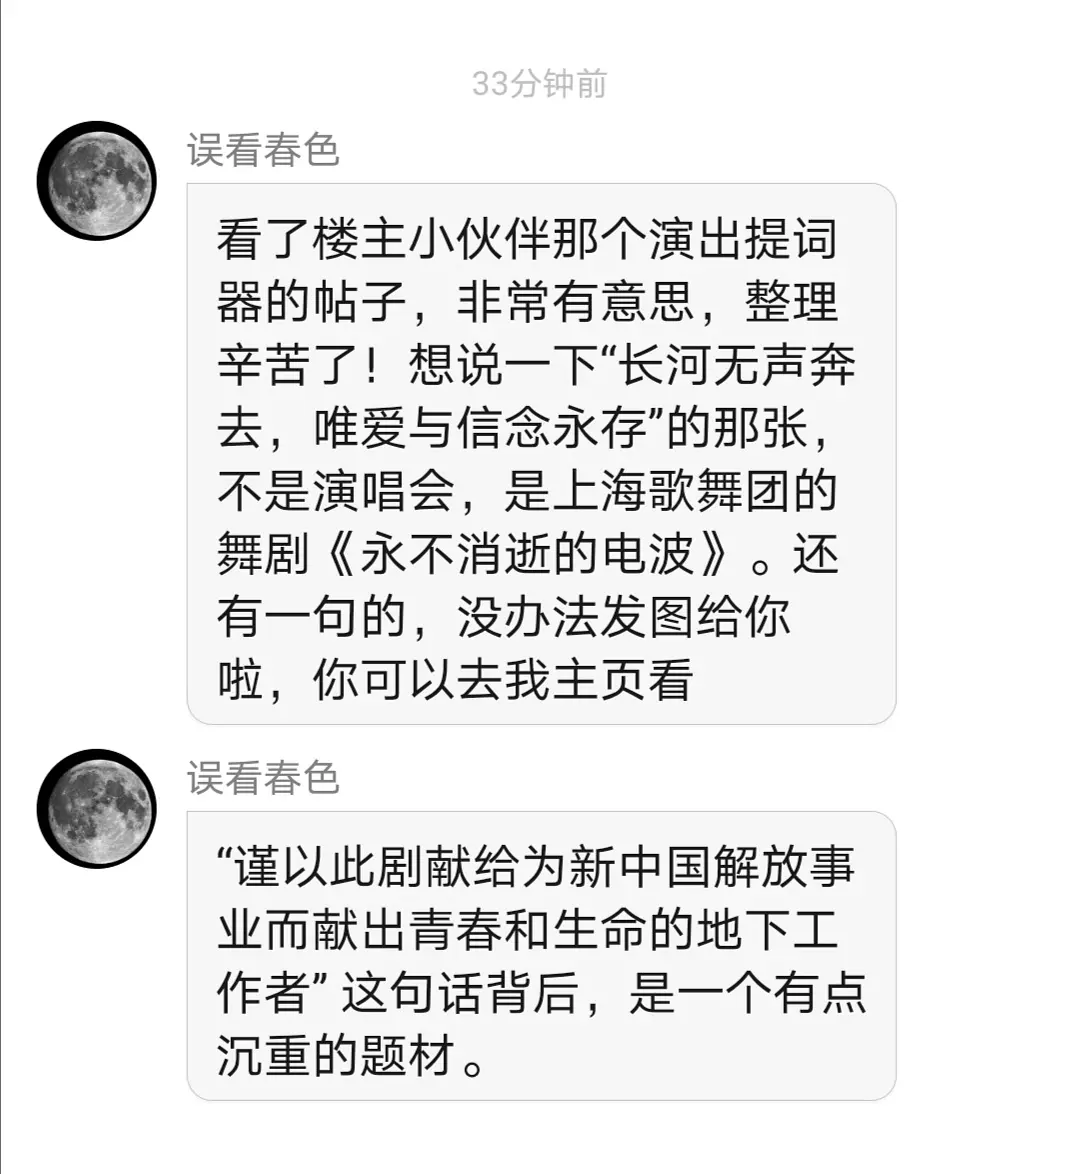 33分钟前
误看春色
看了楼主小伙伴那个演出提词
器的帖子，非常有意思，整理
辛苦了！想说一下“长河无声奔
去，唯爱与信念永存”的那张，
不是演唱会，是上海歌舞团的
舞剧《永不消逝的电波》。还
有一句的，没办法发图给你
啦，你可以去我主页看
误看春色
“谨以此剧献给为新中国解放事
业而献出青春和生命的地下工
作者” 这句话背后，是一个有点
沉重的题材。